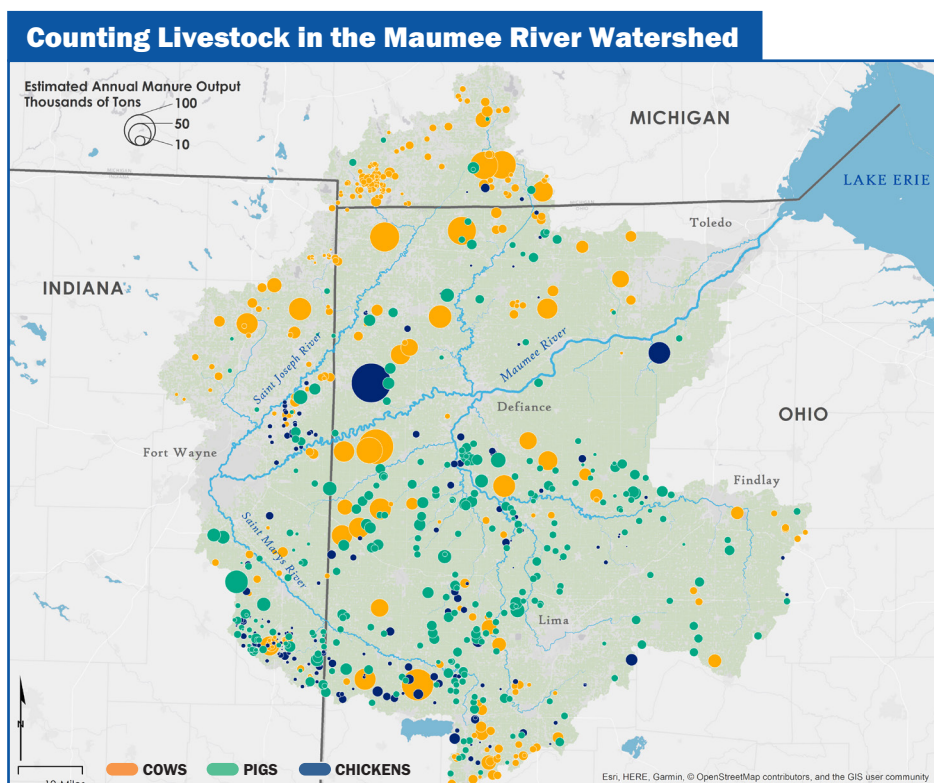 Counting Livestock in the Maumee River Watershed
Estimated Annual Manure Output
Thousands of Tons
100
50
10
MICHIGAN
LAKE ERIE
Toledo
INDIANA
Maumee River
Saint Joseph River
Defiance
OHIO
Fort Wayne
Findlay
Saint Marys River
Lima
N
10 Miles
COWS
PIGS
CHICKENS
Esri, HERE, Garmin, © OpenStreetMap contributors, and the GIS user community